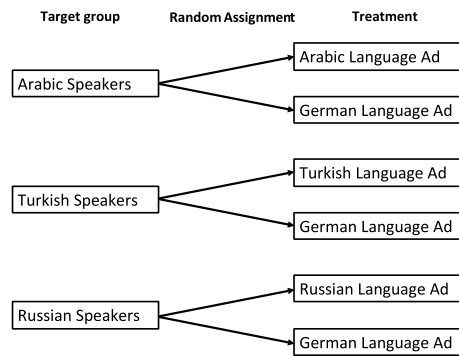 Target group Random Assignment Treatment
Arabic Language Ad
Arabic Speakers
German Language Ad
Turkish Language Ad
Turkish Speakers
German Language Ad
Russian Language Ad
Russian Speakers
German Language Ad